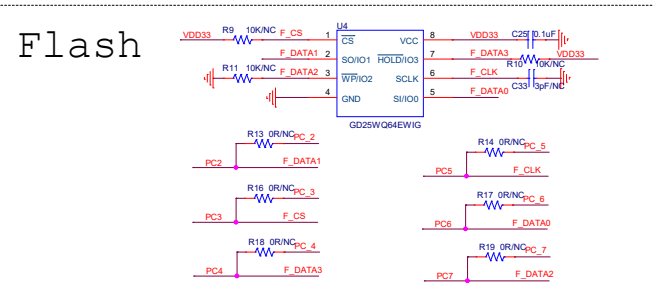 Flash
U4
VDD33 R9 10K/NC F_CS 1 CS VCC 8 VDD33 C25 0.1uF
F_DATA1 2 SO/IO1 HOLD/IO3 7 F_DATA3 R10 10K/NC VDD33
R11 10K/NC F_DATA2 3 WP/IO2 SCLK 6 F_CLK C33 3pF/NC
4 GND SI/IO0 5 F_DATA0
GD25WQ64EWIG
R13 0R/NC PC_2
PC2 F_DATA1
R14 0R/NC PC_5
PC5 F_CLK
R16 0R/NC PC_3
PC3 F_CS
R17 0R/NC PC_6
PC6 F_DATA0
R18 0R/NC PC_4
PC4 F_DATA3
R19 0R/NC PC_7
PC7 F_DATA2